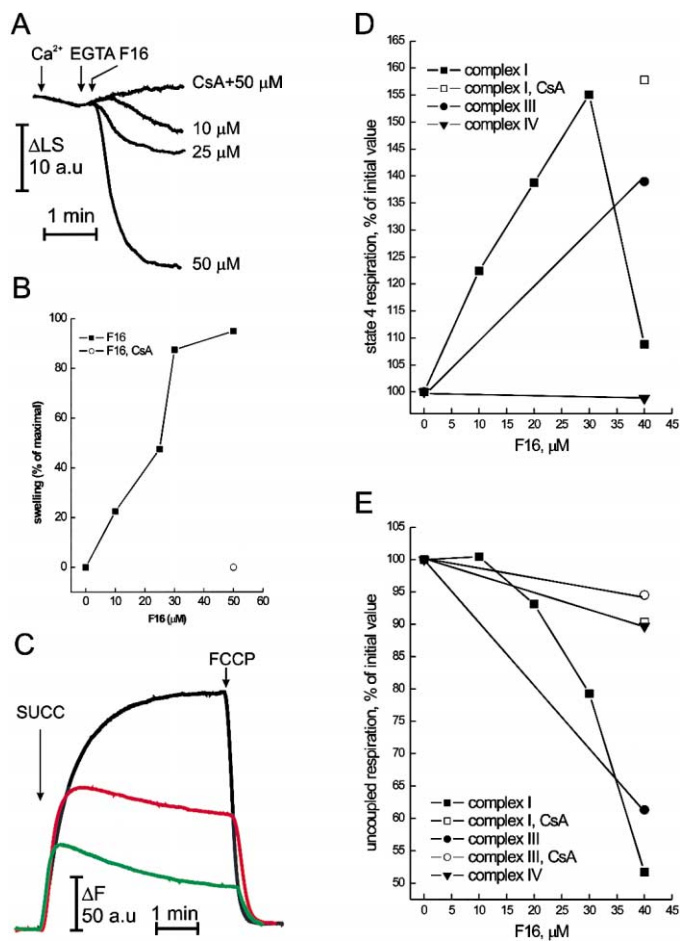 A
Ca²⁺ EGTA F16
CsA+50 μM
10 μM
25 μM
50 μM
ΔLS
10 a.u
1 min
B
F16
F16, CsA
swelling (% of maximal)
100
80
60
40
20
0
0 10 20 30 40 50 60
F16 (μM)
C
SUCC
FCCP
ΔF
50 a.u
1 min
D
complex I
complex I, CsA
complex III
complex IV
state 4 respiration, % of initial value
160
155
150
145
140
135
130
125
120
115
110
105
100
0 5 10 15 20 25 30 35 40 45
F16, μM
E
uncoupled respiration, % of initial value
105
100
95
90
85
80
75
70
65
60
55
50
complex I
complex I, CsA
complex III
complex III, CsA
complex IV
0 5 10 15 20 25 30 35 40 45
F16, μM